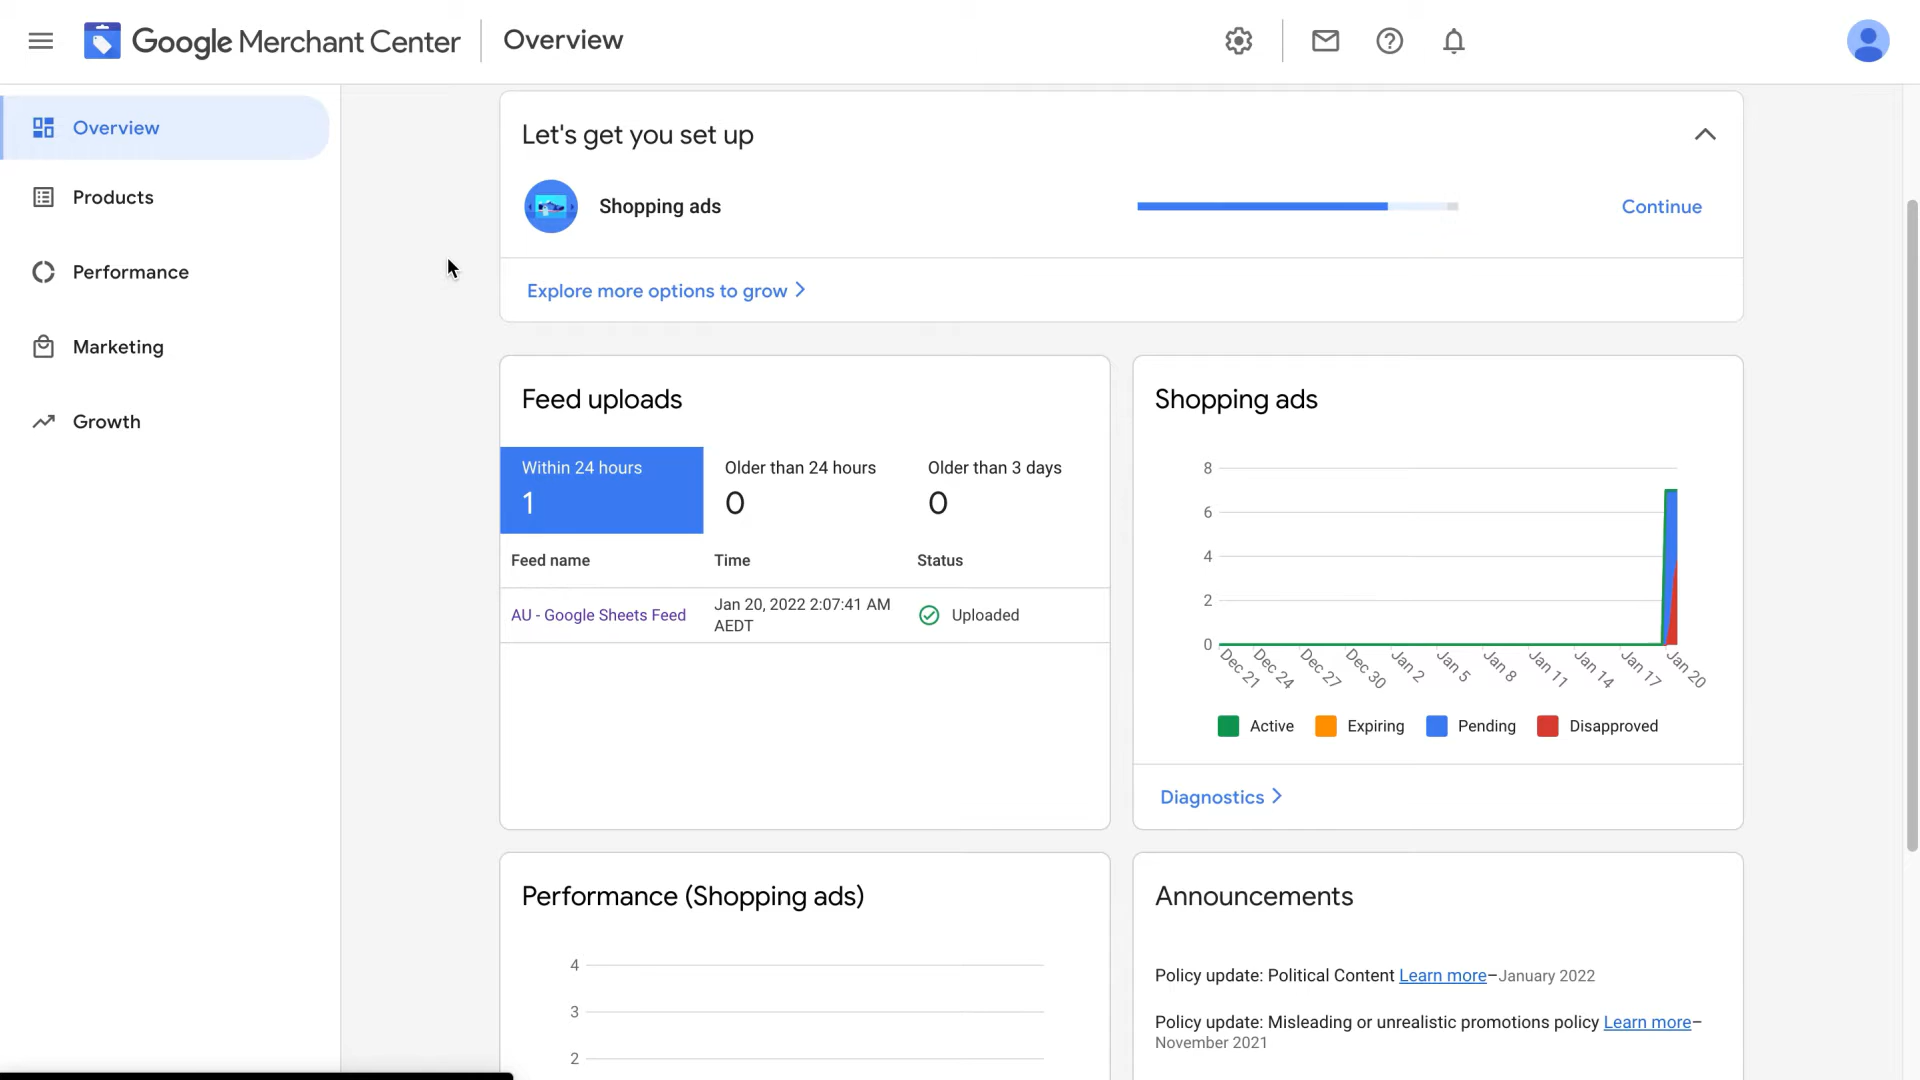 Google Merchant Center
Overview
Overview
Products
Performance
Marketing
Growth
Let's get you set up
Shopping ads
Continue
Explore more options to grow
Feed uploads
Within 24 hours
1
Older than 24 hours
0
Older than 3 days
0
Feed name Time Status
AU - Google Sheets Feed
Jan 20, 2022 2:07:41 AM
AEDT
Uploaded
Shopping ads
8
6
4
2
0
Dec 21
Dec 24
Dec 27
Dec 30
Jan 2
Jan 5
Jan 8
Jan 11
Jan 14
Jan 17
Jan 20
Active Expiring Pending Disapproved
Diagnostics
Performance (Shopping ads)
4
3
2
Announcements
Policy update: Political Content Learn more–January 2022
Policy update: Misleading or unrealistic promotions policy Learn more–
November 2021